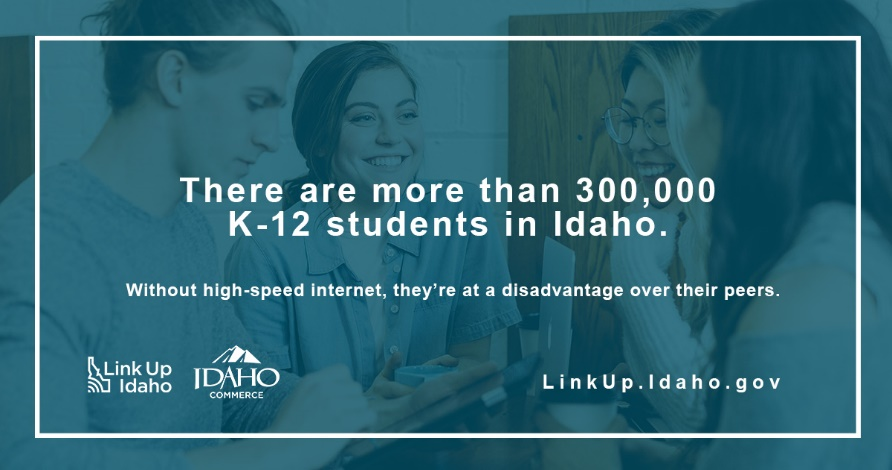 There are more than 300,000
K-12 students in Idaho.
Without high-speed internet, they're at a disadvantage over their peers.
Link Up
Idaho
IDAHO
COMMERCE
LinkUp.Idaho.gov